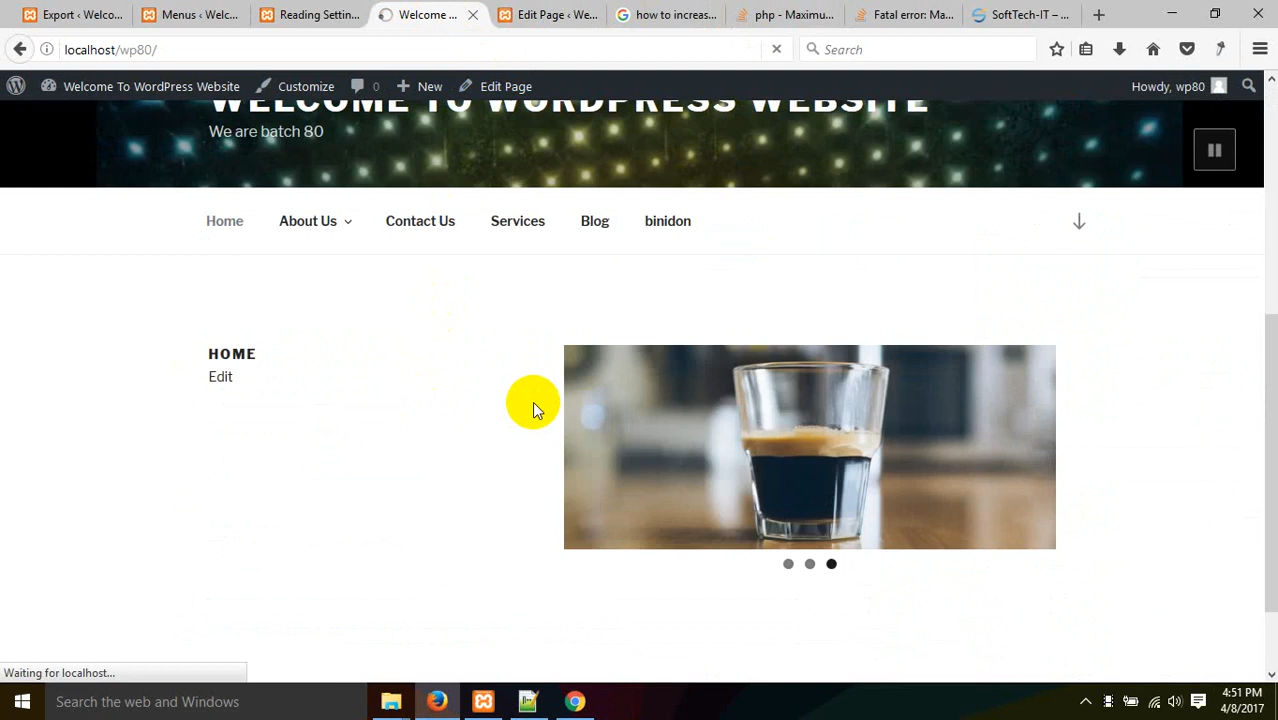 Export ‹ Welco...
Menus ‹ Welc...
Reading Settin...
Welcome ...
Edit Page ‹ We...
how to increas...
php - Maximu...
Fatal error: Ma...
SoftTech-IT – ...
localhost/wp80/
Search
Welcome To WordPress Website
Customize
0
New
Edit Page
Howdy, wp80
WELCOME TO WORDPRESS WEBSITE
We are batch 80
Home
About Us
Contact Us
Services
Blog
binidon
HOME
Edit
Waiting for localhost...
Search the web and Windows
4:51 PM
4/8/2017